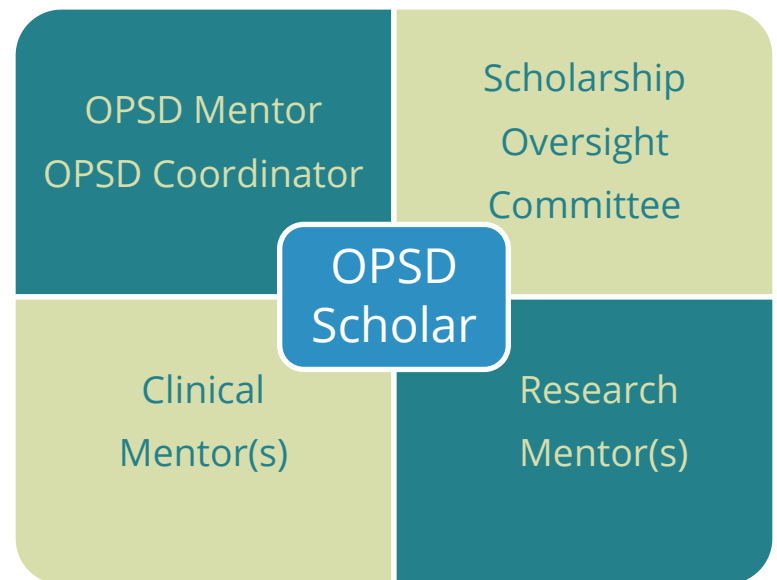 OPSD Mentor
OPSD Coordinator
Scholarship
Oversight
Committee
OPSD
Scholar
Clinical
Mentor(s)
Research
Mentor(s)